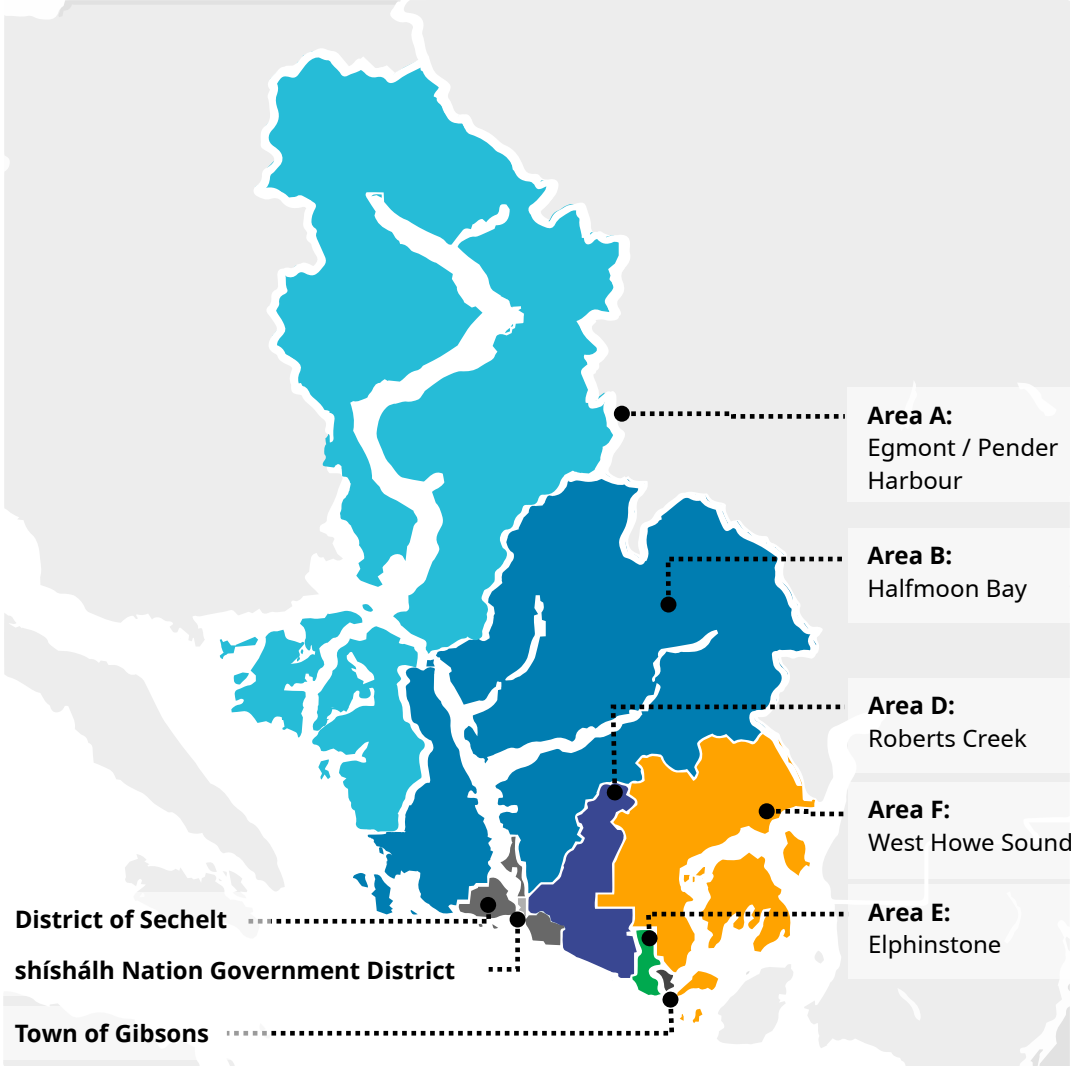 Area A:
Egmont / Pender
Harbour
Area B:
Halfmoon Bay
Area D:
Roberts Creek
Area F:
West Howe Sound
Area E:
Elphinstone
District of Sechelt
shíshálh Nation Government District
Town of Gibsons